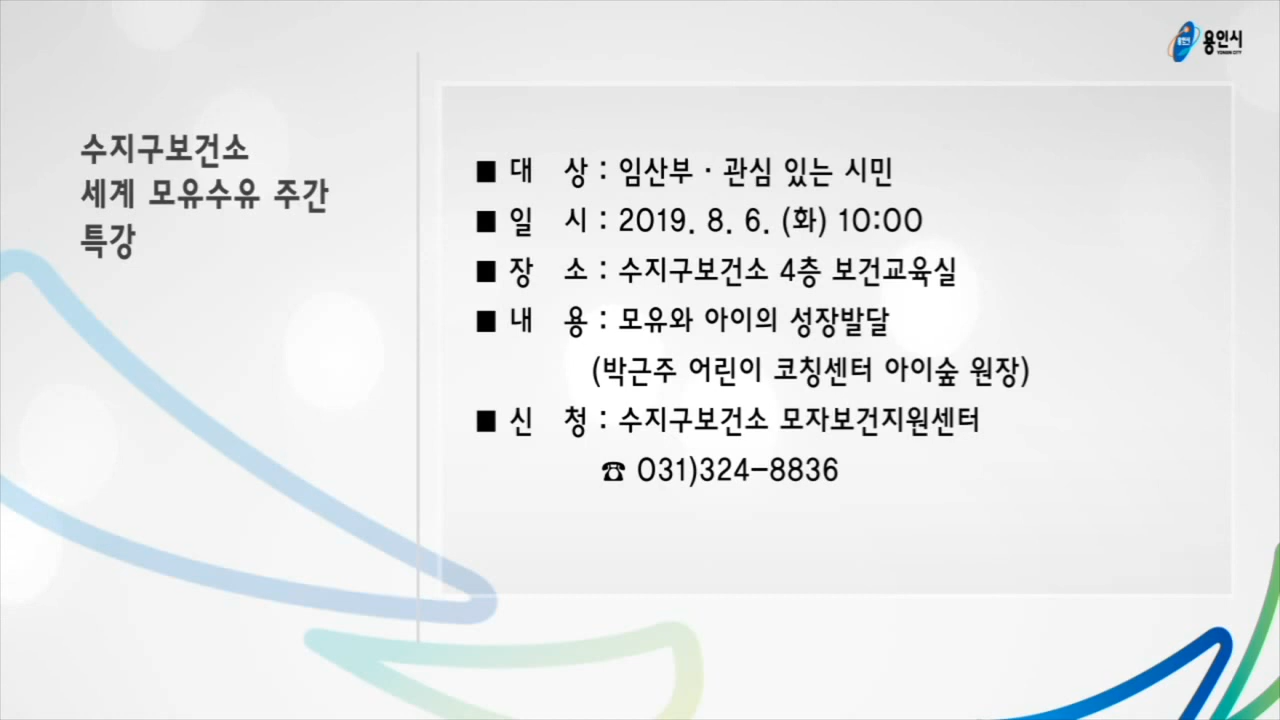 용인시
YONGIN CITY
수지구보건소
세계 모유수유 주간
특강
■ 대 상 : 임산부 · 관심 있는 시민
■ 일 시 : 2019. 8. 6. (화) 10:00
■ 장 소 : 수지구보건소 4층 보건교육실
■ 내 용 : 모유와 아이의 성장발달
(박근주 어린이 코칭센터 아이숲 원장)
■ 신 청 : 수지구보건소 모자보건지원센터
☎ 031)324-8836